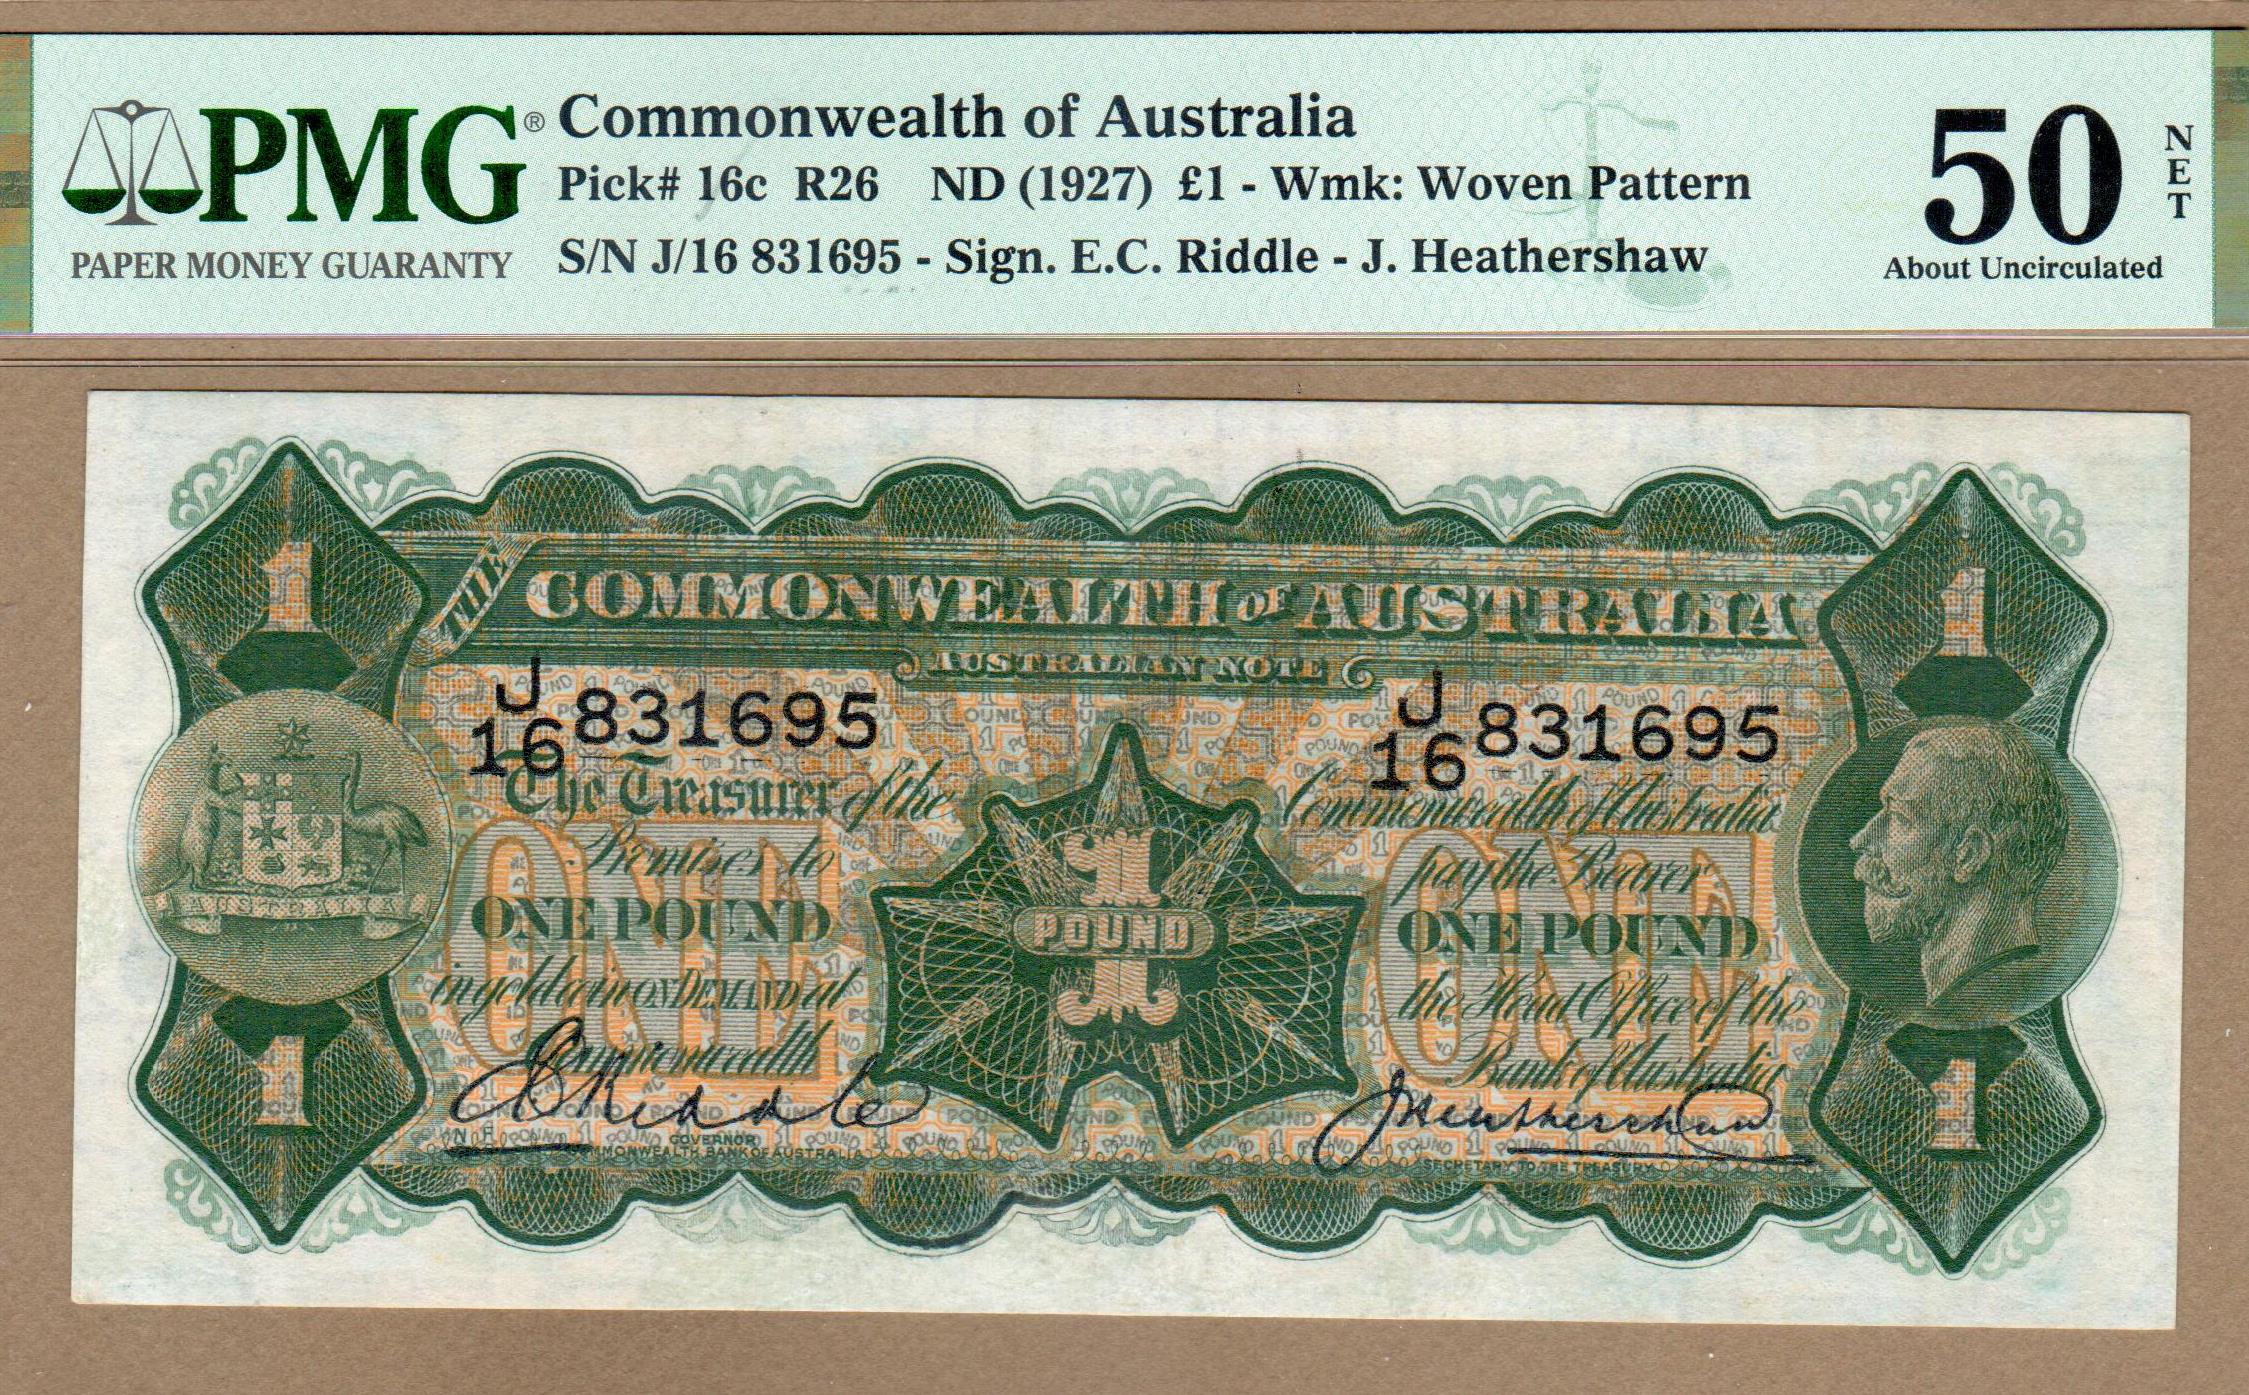 PMG®
PAPER MONEY GUARANTY
Commonwealth of Australia
Pick# 16c R26 ND (1927) £1 - Wmk: Woven Pattern
S/N J/16 831695 - Sign. E.C. Riddle - J. Heathershaw
50
NET
About Uncirculated
1
1
THE COMMONWEALTH OF AUSTRALIA
AUSTRALIAN NOTE
J/16 831695
J/16 831695
The Treasurer of the Commonwealth of Australia
Promises to pay the Bearer
ONE POUND ONE POUND
in gold coin ON DEMAND at the Head Office of the
Commonwealth Bank of Australia
ONE
ONE
1 POUND
AUSTRALIA
E C Riddle
J Heathershaw
GOVERNOR
COMMONWEALTH BANK OF AUSTRALIA
SECRETARY TO THE TREASURY
1
1